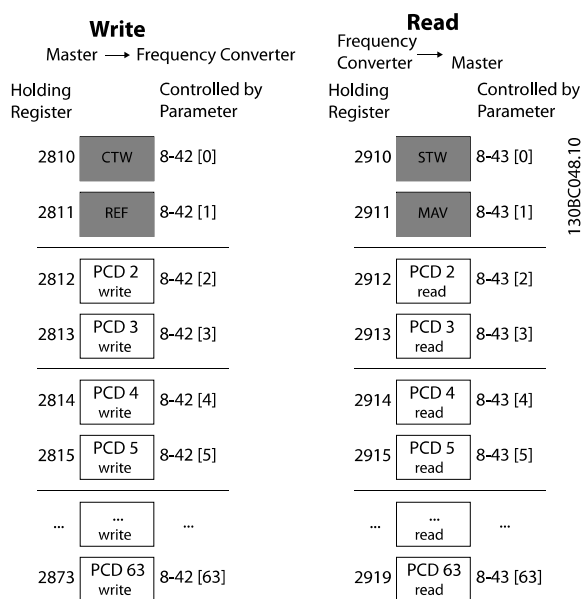 Write
Master → Frequency Converter
Holding Register
Controlled by Parameter
2810 CTW 8-42 [0]
2811 REF 8-42 [1]
2812 PCD 2 write 8-42 [2]
2813 PCD 3 write 8-42 [3]
2814 PCD 4 write 8-42 [4]
2815 PCD 5 write 8-42 [5]
... ... write ...
2873 PCD 63 write 8-42 [63]
Read
Frequency Converter → Master
Holding Register
Controlled by Parameter
2910 STW 8-43 [0]
2911 MAV 8-43 [1]
2912 PCD 2 read 8-43 [2]
2913 PCD 3 read 8-43 [3]
2914 PCD 4 read 8-43 [4]
2915 PCD 5 read 8-43 [5]
... ... read ...
2919 PCD 63 read 8-43 [63]
130BC048.10